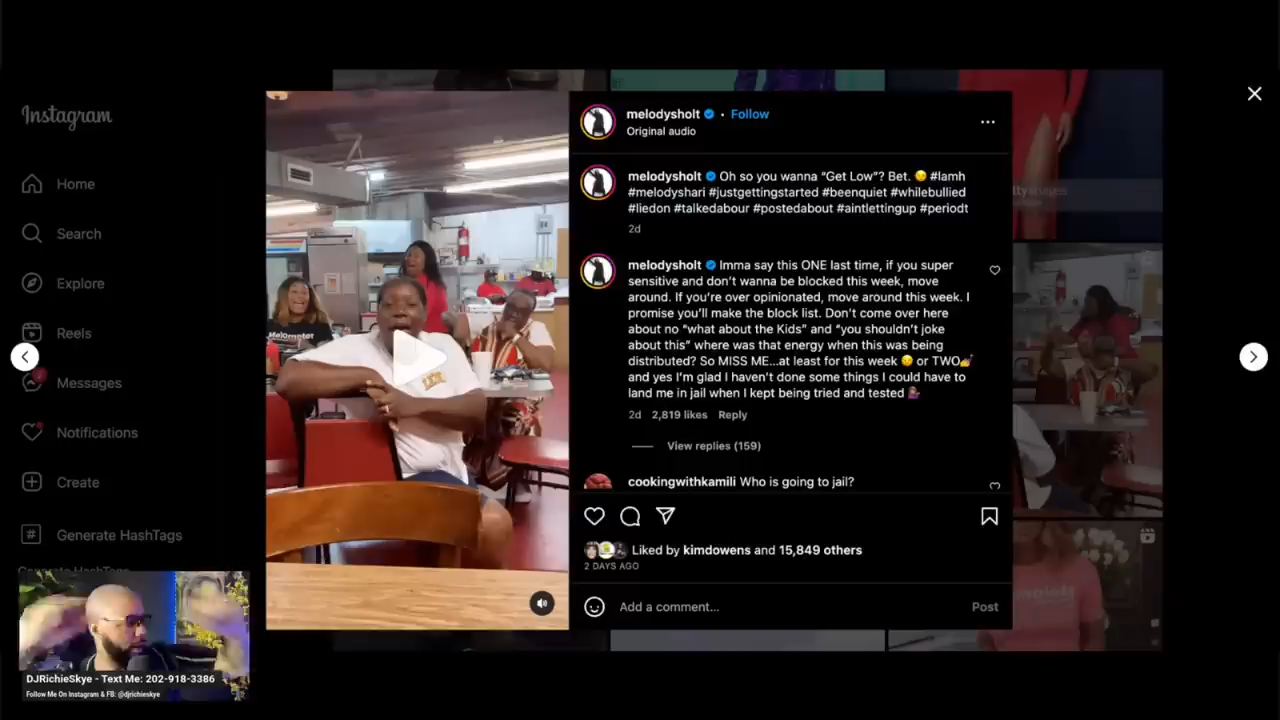 Instagram
Home
Search
Explore
Reels
Messages
Notifications
Create
Generate HashTags
melodysholt • Follow
Original audio
melodysholt Oh so you wanna "Get Low"? Bet. 😏 #lamh
#melodyshari #justgettingstarted #beenquiet #whilebullied
#liedon #talkedabour #postedabout #aintlettingup #periodt
2d
melodysholt Imma say this ONE last time, if you super
sensitive and don't wanna be blocked this week, move
around. If you're over opinionated, move around this week. I
promise you'll make the block list. Don't come over here
about no "what about the Kids" and "you shouldn't joke
about this" where was that energy when this was being
distributed? So MISS ME...at least for this week 😏 or TWO💅🏾
and yes I'm glad I haven't done some things I could have to
land me in jail when I kept being tried and tested 💁🏾‍♀️
2d 2,819 likes Reply
View replies (159)
cookingwithkamili Who is going to jail?
Liked by kimdowens and 15,849 others
2 DAYS AGO
Add a comment... Post
DJRichieSkye - Text Me: 202-918-3386
Follow Me On Instagram & FB: @djrichieskye